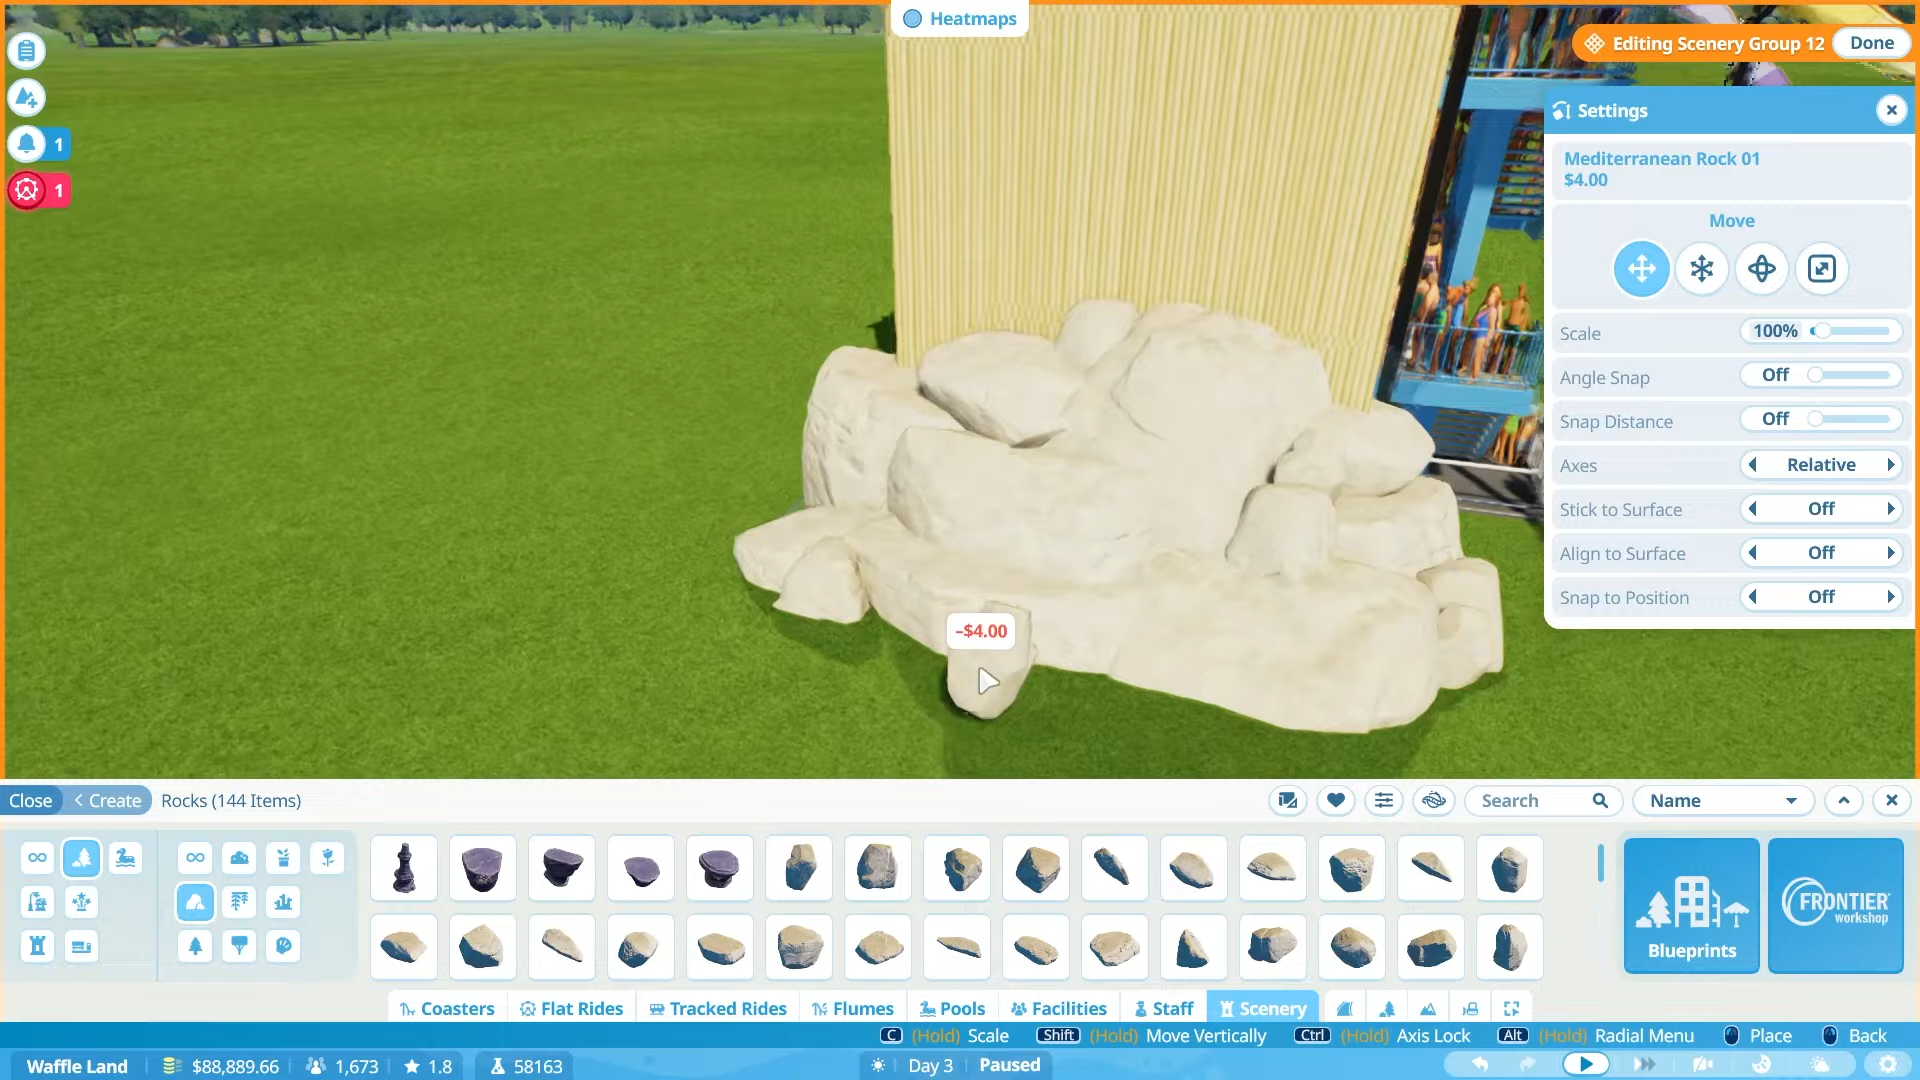 Heatmaps
Editing Scenery Group 12
Done
1
1
Settings
Mediterranean Rock 01
$4.00
Move
Scale
100%
Angle Snap
Off
Snap Distance
Off
Axes
Relative
Stick to Surface
Off
Align to Surface
Off
Snap to Position
Off
-$4.00
Close
Create
Rocks (144 Items)
Search
Name
Blueprints
FRONTIER
workshop
Coasters
Flat Rides
Tracked Rides
Flumes
Pools
Facilities
Staff
Scenery
C (Hold) Scale
Shift (Hold) Move Vertically
Ctrl (Hold) Axis Lock
Alt (Hold) Radial Menu
Place
Back
Waffle Land
$88,889.66
1,673
1.8
58163
Day 3
Paused